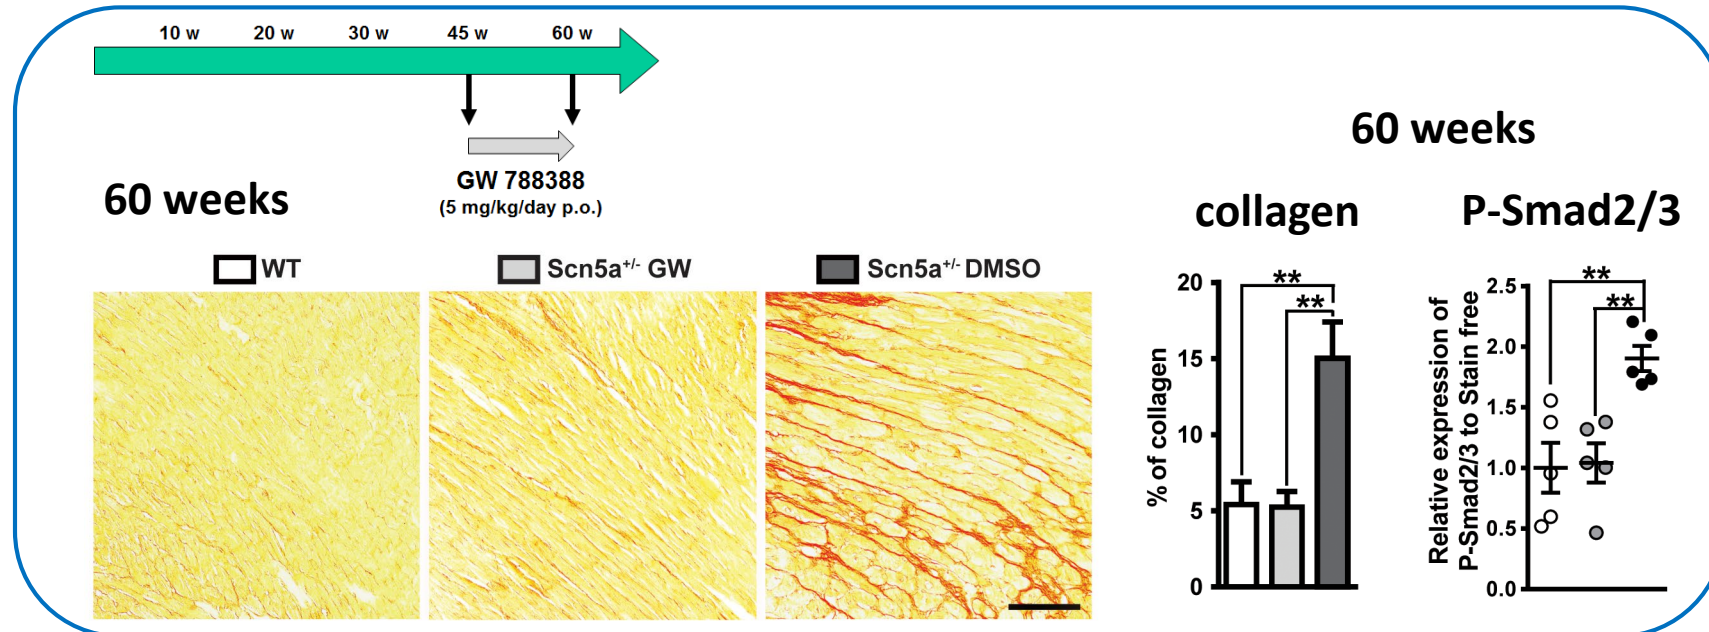 10 w 20 w 30 w 45 w 60 w
GW 788388
(5 mg/kg/day p.o.)
60 weeks
WT
Scn5a+/- GW
Scn5a+/- DMSO
60 weeks
collagen
% of collagen
20
15
10
5
0
**
**
P-Smad2/3
Relative expression of
P-Smad2/3 to Stain free
2.5
2.0
1.5
1.0
0.5
0.0
**
**